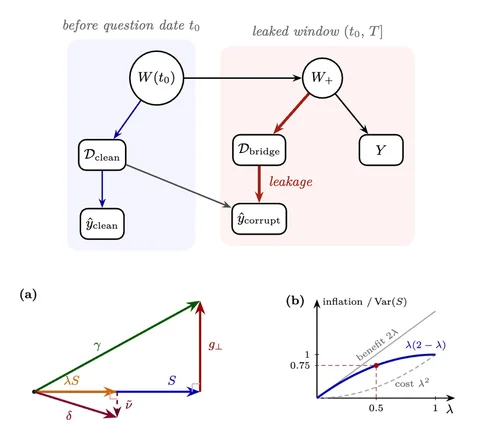 before question date t₀
leaked window (t₀, T]
W(t₀)
W₊
𝒟clean
𝒟bridge
Y
leakage
ŷclean
ŷcorrupt
(a)
γ
g⊥
λS
S
ν̃
δ
(b)
inflation / Var(S)
benefit 2λ
λ(2 − λ)
1
0.75
cost λ²
0.5
1
λ